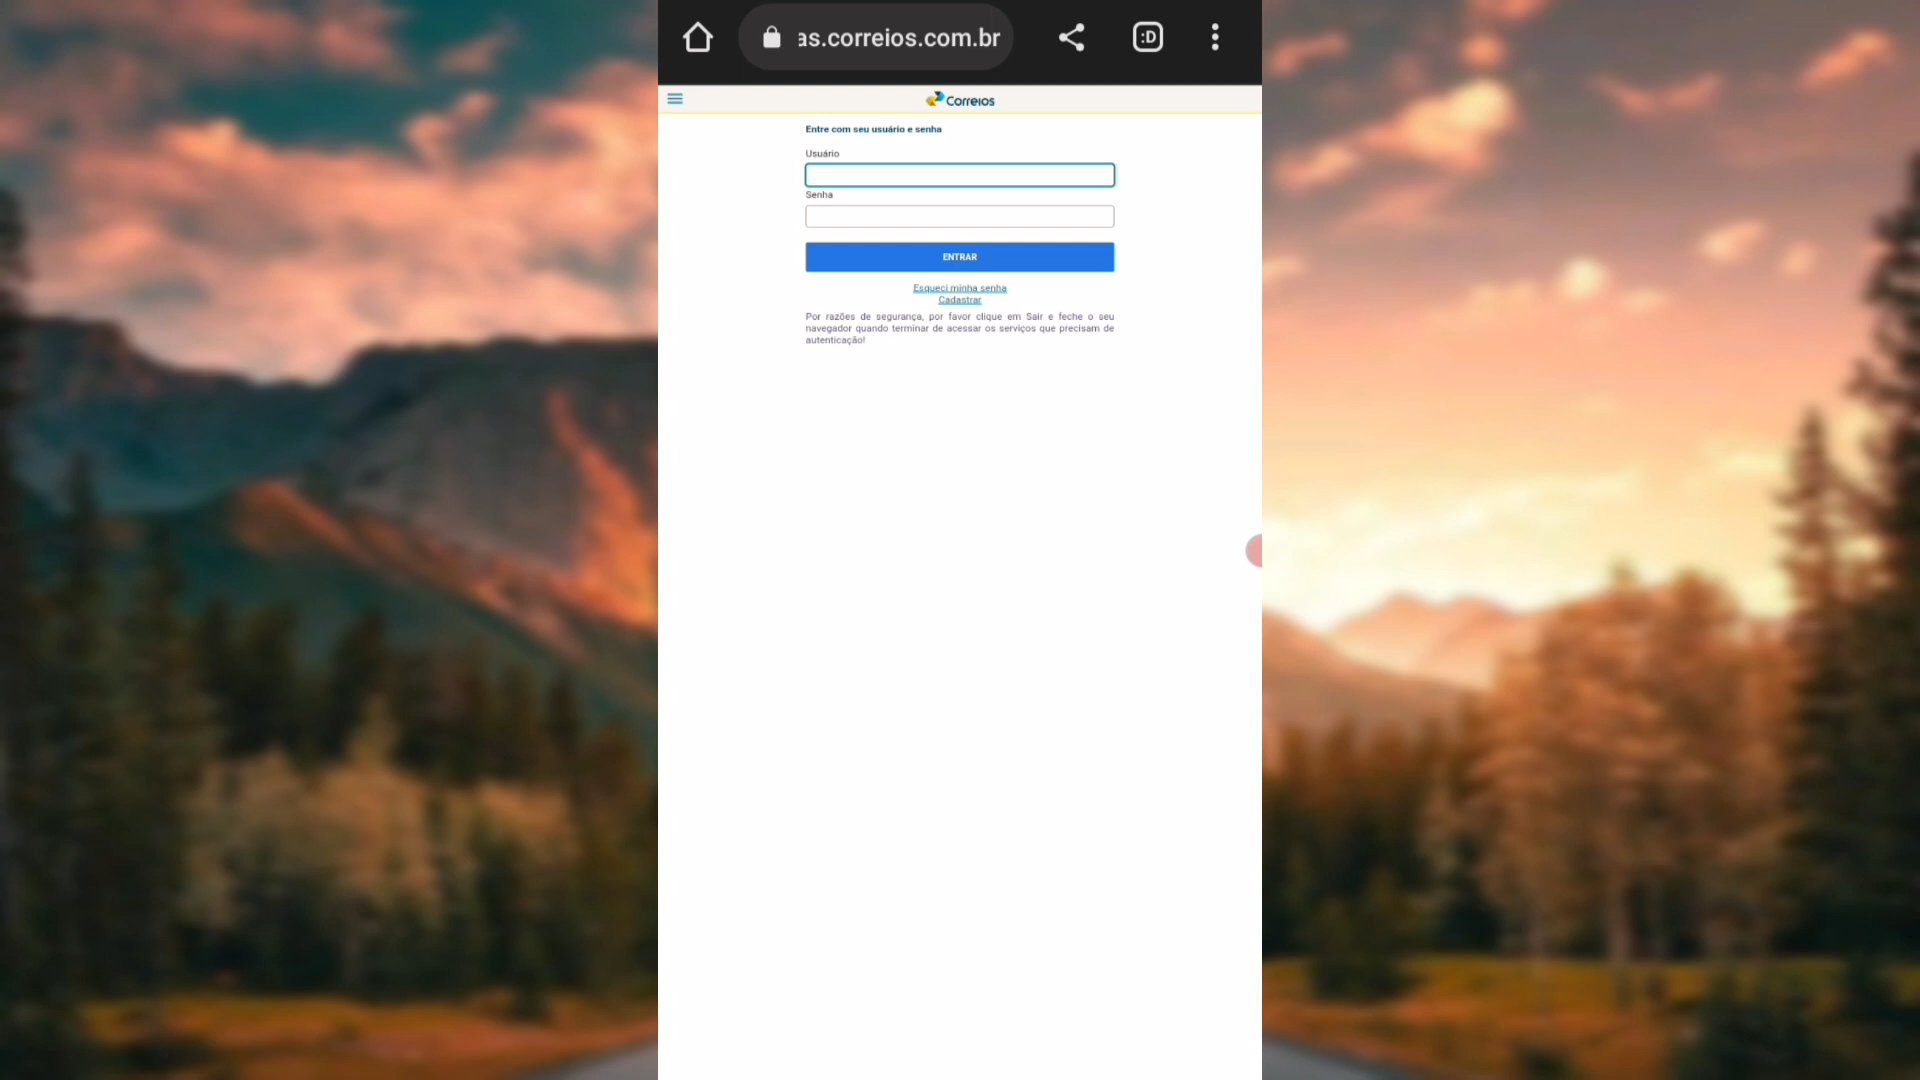 as.correios.com.br
:D
Correios
Entre com seu usuário e senha
Usuário
Senha
ENTRAR
Esqueci minha senha
Cadastrar
Por razões de segurança, por favor clique em Sair e feche o seu
navegador quando terminar de acessar os serviços que precisam de
autenticação!